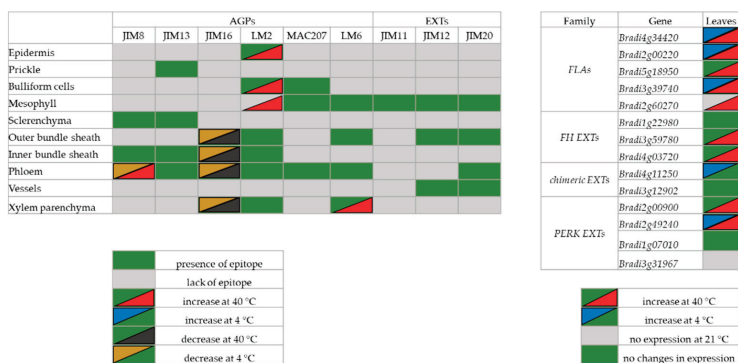 AGPs EXTs
JIM8 JIM13 JIM16 LM2 MAC207 LM6 JIM11 JIM12 JIM20
Epidermis
Prickle
Bulliform cells
Mesophyll
Sclerenchyma
Outer bundle sheath
Inner bundle sheath
Phloem
Vessels
Xylem parenchyma
presence of epitope
lack of epitope
increase at 40 °C
increase at 4 °C
decrease at 40 °C
decrease at 4 °C
Family Gene Leaves
FLAs
Bradi4g34420
Bradi2g00220
Bradi5g18950
Bradi3g39740
Bradi2g60270
FH EXTs
Bradi1g22980
Bradi3g59780
Bradi4g03720
chimeric EXTs
Bradi4g11250
Bradi3g12902
PERK EXTs
Bradi2g00900
Bradi2g49240
Bradi1g07010
Bradi3g31967
increase at 40 °C
increase at 4 °C
no expression at 21 °C
no changes in expression